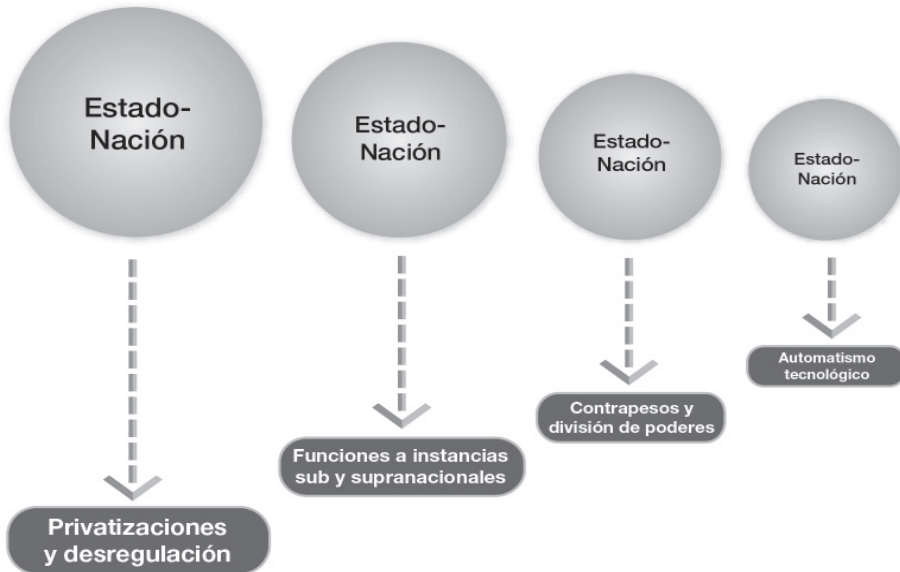 Estado-
Nación
Privatizaciones
y desregulación
Estado-
Nación
Funciones a instancias
sub y supranacionales
Estado-
Nación
Contrapesos y
división de poderes
Estado-
Nación
Automatismo
tecnológico